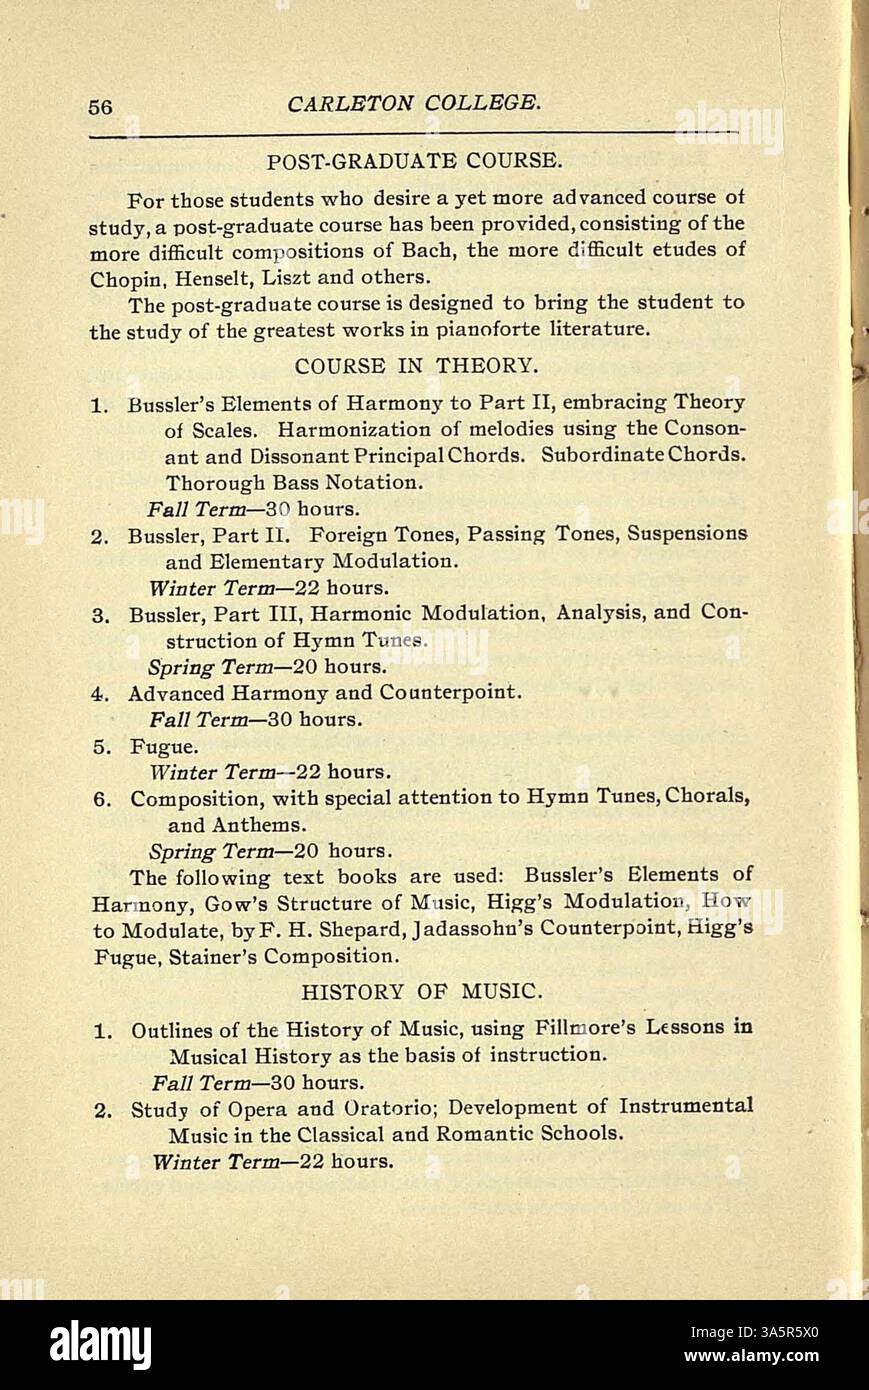 56 CARLETON COLLEGE.
POST-GRADUATE COURSE.
For those students who desire a yet more advanced course of
study, a post-graduate course has been provided, consisting of the
more difficult compositions of Bach, the more difficult etudes of
Chopin, Henselt, Liszt and others.
The post-graduate course is designed to bring the student to
the study of the greatest works in pianoforte literature.
COURSE IN THEORY.
1. Bussler's Elements of Harmony to Part II, embracing Theory
of Scales. Harmonization of melodies using the Conson-
ant and Dissonant Principal Chords. Subordinate Chords.
Thorough Bass Notation.
Fall Term—30 hours.
2. Bussler, Part II. Foreign Tones, Passing Tones, Suspensions
and Elementary Modulation.
Winter Term—22 hours.
3. Bussler, Part III, Harmonic Modulation, Analysis, and Con-
struction of Hymn Tunes.
Spring Term—20 hours.
4. Advanced Harmony and Counterpoint.
Fall Term—30 hours.
5. Fugue.
Winter Term--22 hours.
6. Composition, with special attention to Hymn Tunes, Chorals,
and Anthems.
Spring Term—20 hours.
The following text books are used: Bussler's Elements of
Harmony, Gow's Structure of Music, Higg's Modulation, How
to Modulate, by F. H. Shepard, Jadassohn's Counterpoint, Higg's
Fugue, Stainer's Composition.
HISTORY OF MUSIC.
1. Outlines of the History of Music, using Fillmore's Lessons in
Musical History as the basis of instruction.
Fall Term—30 hours.
2. Study of Opera and Oratorio; Development of Instrumental
Music in the Classical and Romantic Schools.
Winter Term—22 hours.
alamy
Image ID: 3A5R5X0
www.alamy.com